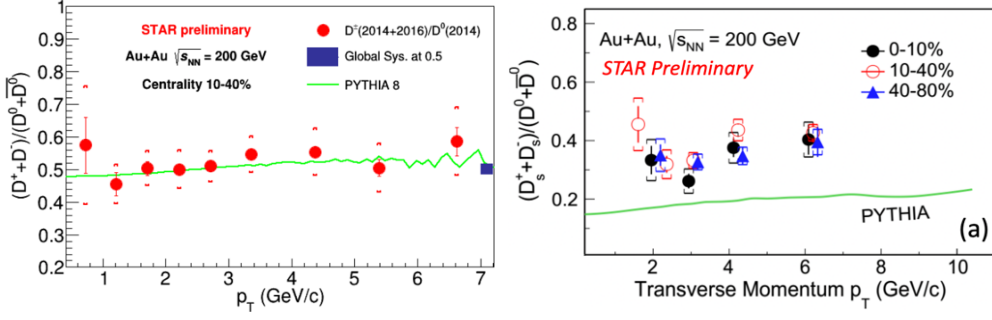 STAR preliminary
Au+Au √sNN = 200 GeV
Centrality 10-40%
D±(2014+2016)/D0(2014)
Global Sys. at 0.5
PYTHIA 8
(D++D-)/(D0+D0)
1
0.9
0.8
0.7
0.6
0.5
0.4
0.3
0.2
1 2 3 4 5 6 7
pT (GeV/c)
Au+Au, √sNN = 200 GeV
STAR Preliminary
0-10%
10-40%
40-80%
(Ds++Ds-)/(D0+D0)
0.8
0.6
0.4
0.2
PYTHIA
(a)
2 4 6 8 10
Transverse Momentum pT (GeV/c)